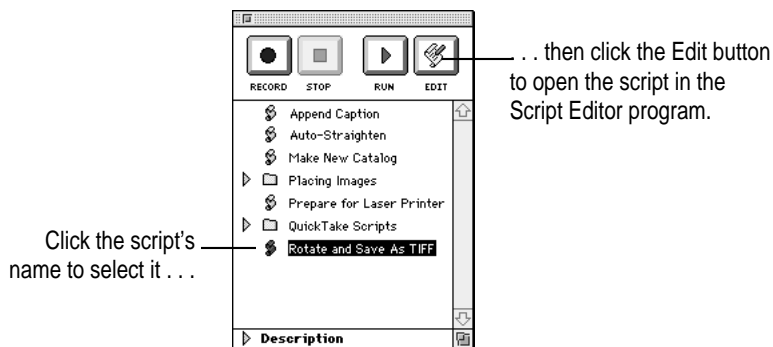 RECORD STOP RUN EDIT
. . . then click the Edit button
to open the script in the
Script Editor program.
Append Caption
Auto-Straighten
Make New Catalog
Placing Images
Prepare for Laser Printer
QuickTake Scripts
Click the script’s
name to select it . . .
Rotate and Save As TIFF
Description